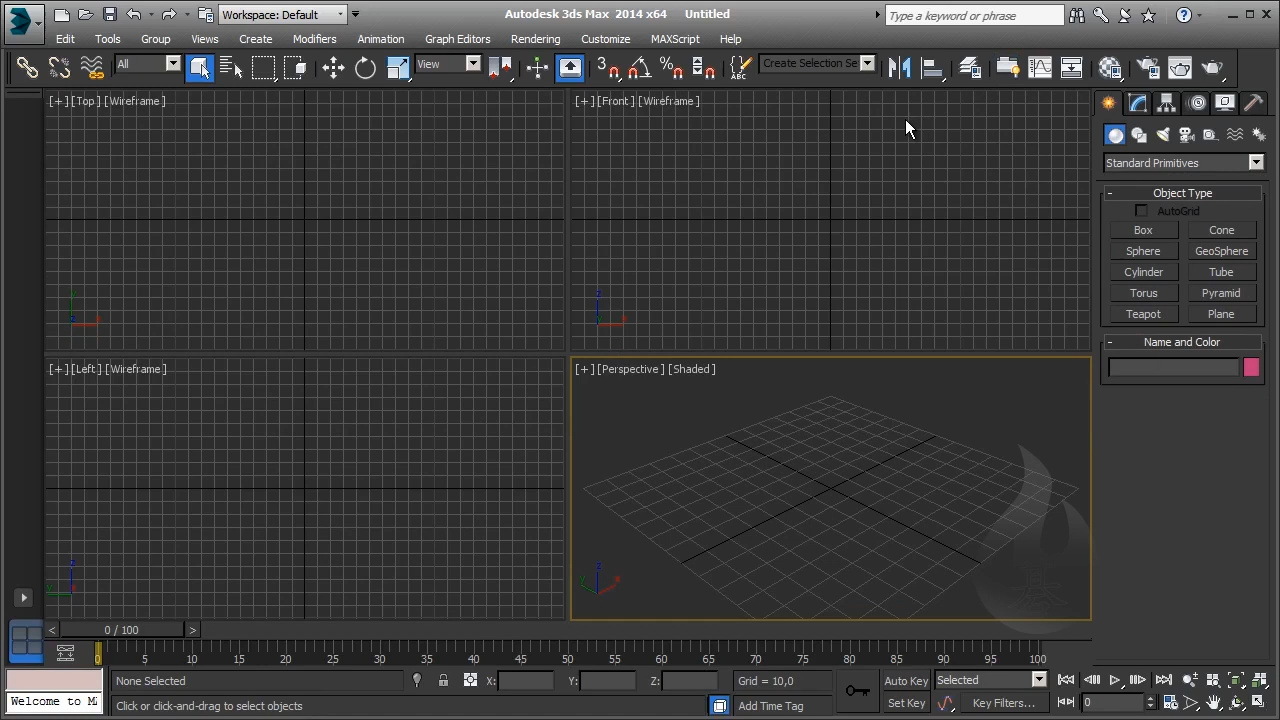 Workspace: Default
Autodesk 3ds Max 2014 x64 Untitled
Type a keyword or phrase
Edit Tools Group Views Create Modifiers Animation Graph Editors Rendering Customize MAXScript Help
All
View
3
Create Selection Se
[+][Top][Wireframe]
[+][Front][Wireframe]
Standard Primitives
- Object Type
AutoGrid
Box Cone
Sphere GeoSphere
Cylinder Tube
Torus Pyramid
Teapot Plane
- Name and Color
[+][Left][Wireframe]
[+][Perspective][Shaded]
< 0 / 100 >
0 5 10 15 20 25 30 35 40 45 50 55 60 65 70 75 80 85 90 95 100
None Selected X: Y: Z: Grid = 10,0 Auto Key Selected
Welcome to M
Click or click-and-drag to select objects Add Time Tag Set Key Key Filters... 0